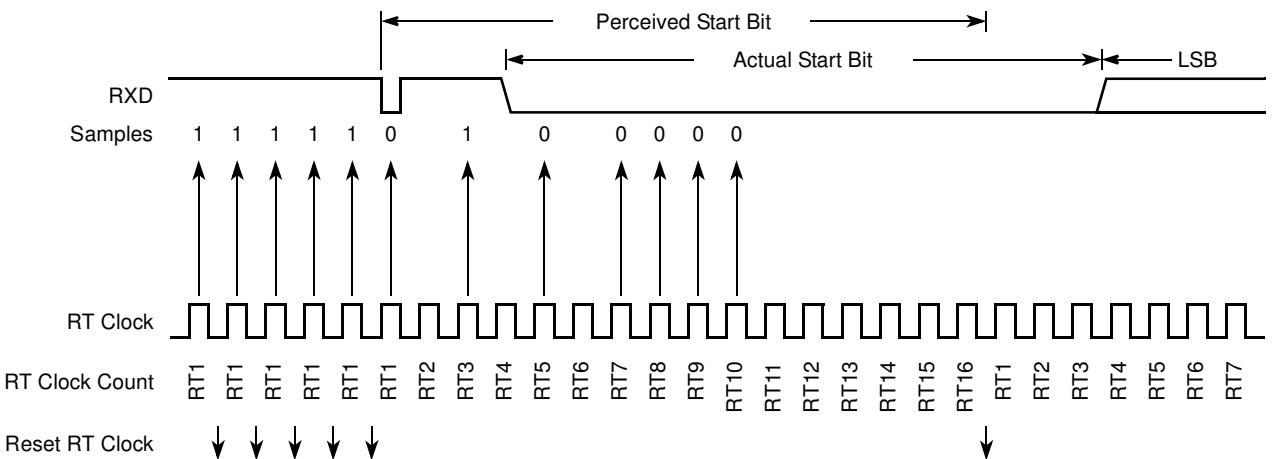 Perceived Start Bit
Actual Start Bit
LSB
RXD
Samples 1 1 1 1 1 0 1 0 0 0 0 0
RT Clock
RT Clock Count RT1 RT1 RT1 RT1 RT1 RT1 RT2 RT3 RT4 RT5 RT6 RT7 RT8 RT9 RT10 RT11 RT12 RT13 RT14 RT15 RT16 RT1 RT2 RT3 RT4 RT5 RT6 RT7
Reset RT Clock